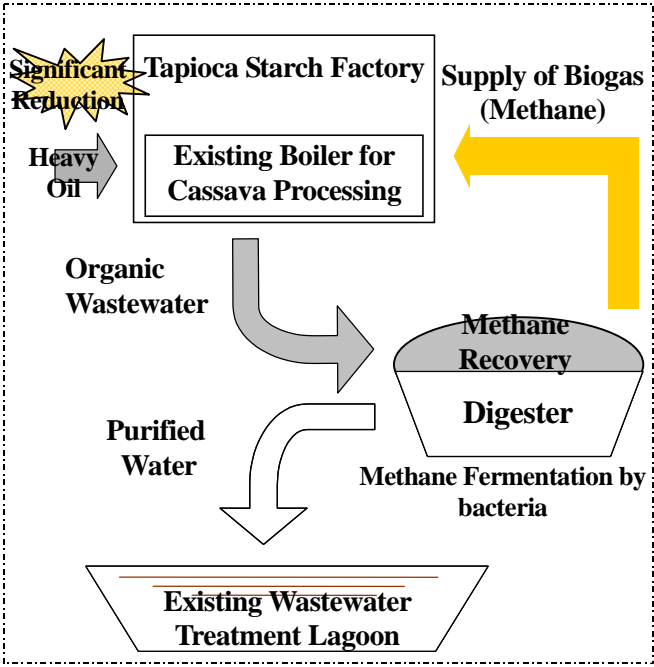 Significant
Reduction
Tapioca Starch Factory
Supply of Biogas
(Methane)
Heavy
Oil
Existing Boiler for
Cassava Processing
Organic
Wastewater
Methane
Recovery
Digester
Purified
Water
Methane Fermentation by
bacteria
Existing Wastewater
Treatment Lagoon